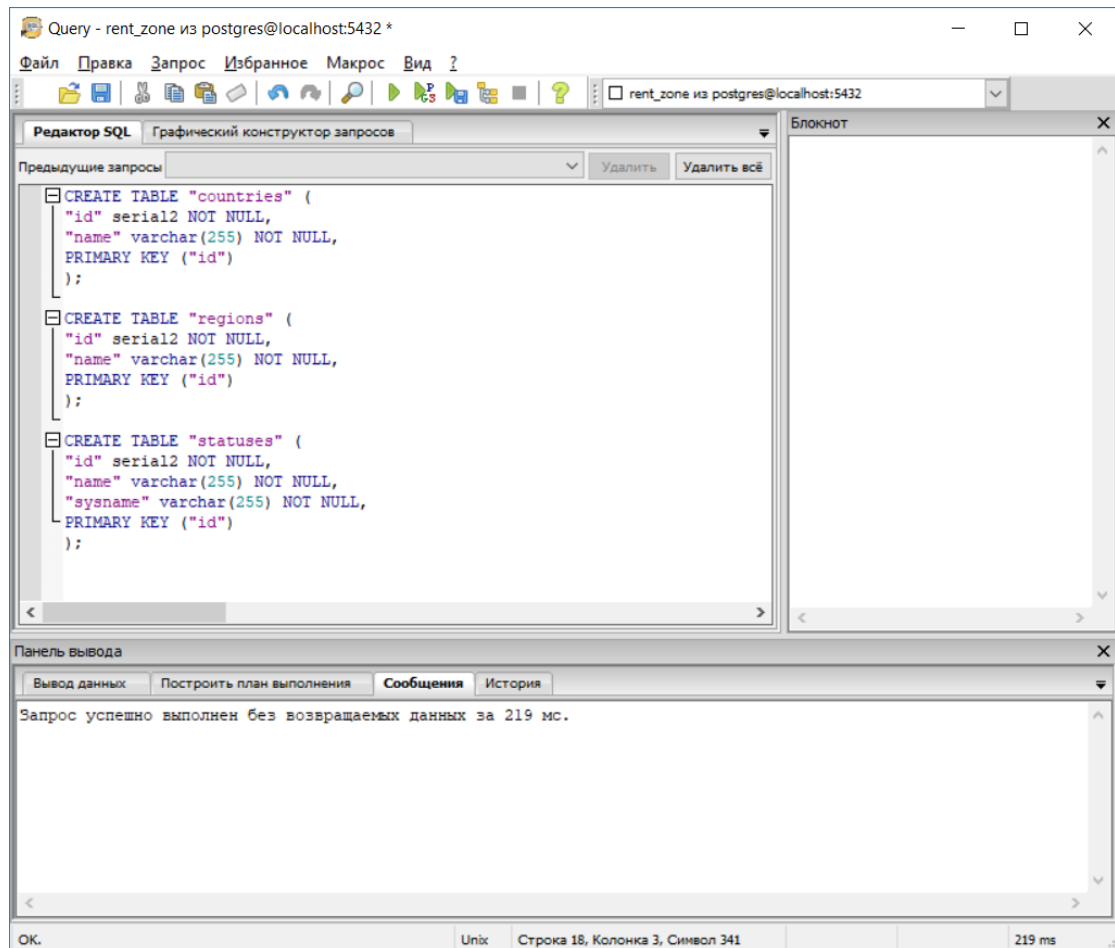 Query - rent_zone из postgres@localhost:5432 *
Файл Правка Запрос Избранное Макрос Вид ?
rent_zone из postgres@localhost:5432
Редактор SQL Графический конструктор запросов
Блокнот
Предыдущие запросы Удалить Удалить всё
CREATE TABLE "countries" (
"id" serial2 NOT NULL,
"name" varchar(255) NOT NULL,
PRIMARY KEY ("id")
);
CREATE TABLE "regions" (
"id" serial2 NOT NULL,
"name" varchar(255) NOT NULL,
PRIMARY KEY ("id")
);
CREATE TABLE "statuses" (
"id" serial2 NOT NULL,
"name" varchar(255) NOT NULL,
"sysname" varchar(255) NOT NULL,
PRIMARY KEY ("id")
);
Панель вывода
Вывод данных Построить план выполнения Сообщения История
Запрос успешно выполнен без возвращаемых данных за 219 мс.
OK. Unix Строка 18, Колонка 3, Символ 341 219 ms